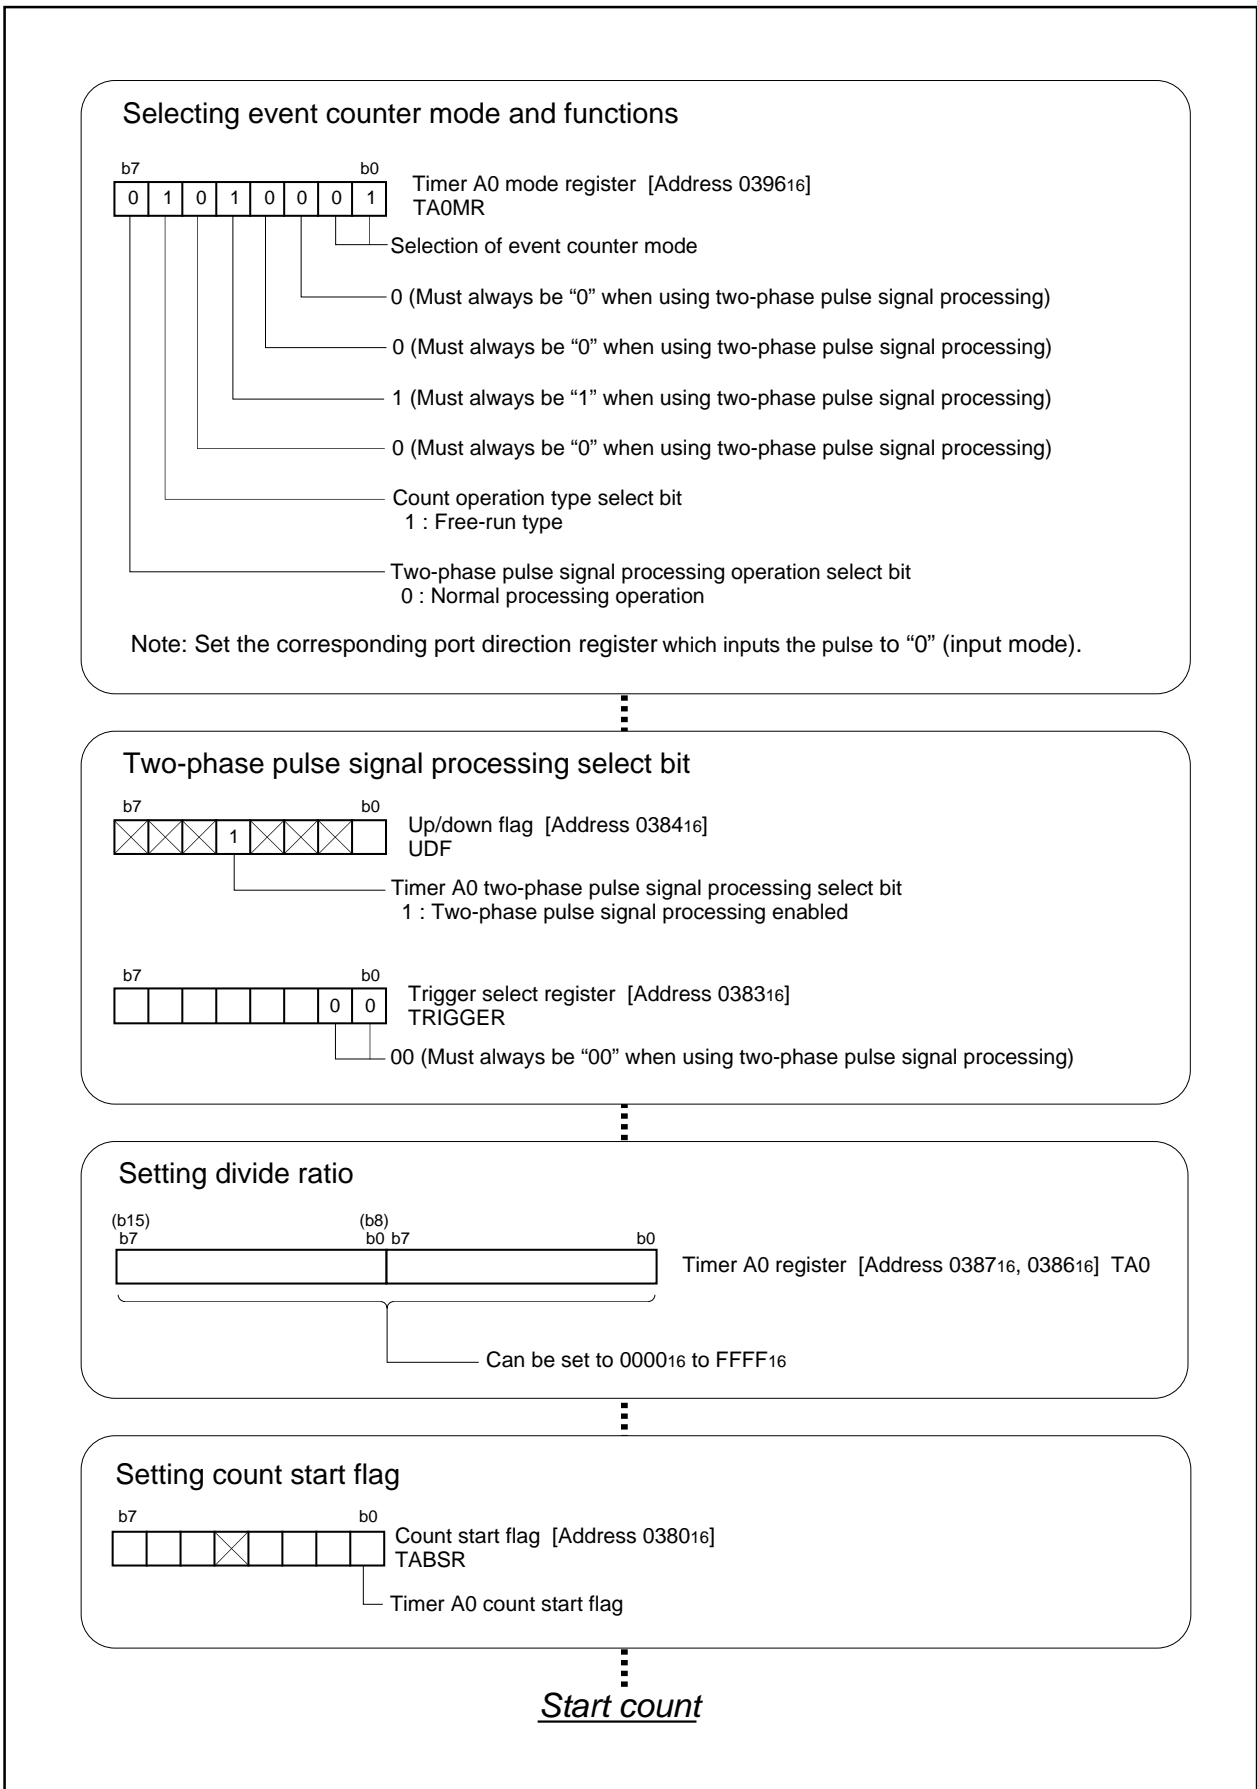 Selecting event counter mode and functions
b7 b0
0 1 0 1 0 0 0 1
Timer A0 mode register [Address 039616]
TA0MR
Selection of event counter mode
0 (Must always be “0” when using two-phase pulse signal processing)
0 (Must always be “0” when using two-phase pulse signal processing)
1 (Must always be “1” when using two-phase pulse signal processing)
0 (Must always be “0” when using two-phase pulse signal processing)
Count operation type select bit
1 : Free-run type
Two-phase pulse signal processing operation select bit
0 : Normal processing operation
Note: Set the corresponding port direction register which inputs the pulse to “0” (input mode).
Two-phase pulse signal processing select bit
b7 b0
1
Up/down flag [Address 038416]
UDF
Timer A0 two-phase pulse signal processing select bit
1 : Two-phase pulse signal processing enabled
b7 b0
0 0
Trigger select register [Address 038316]
TRIGGER
00 (Must always be “00” when using two-phase pulse signal processing)
Setting divide ratio
(b15) (b8)
b7 b0 b7 b0
Timer A0 register [Address 038716, 038616] TA0
Can be set to 000016 to FFFF16
Setting count start flag
b7 b0
Count start flag [Address 038016]
TABSR
Timer A0 count start flag
Start count